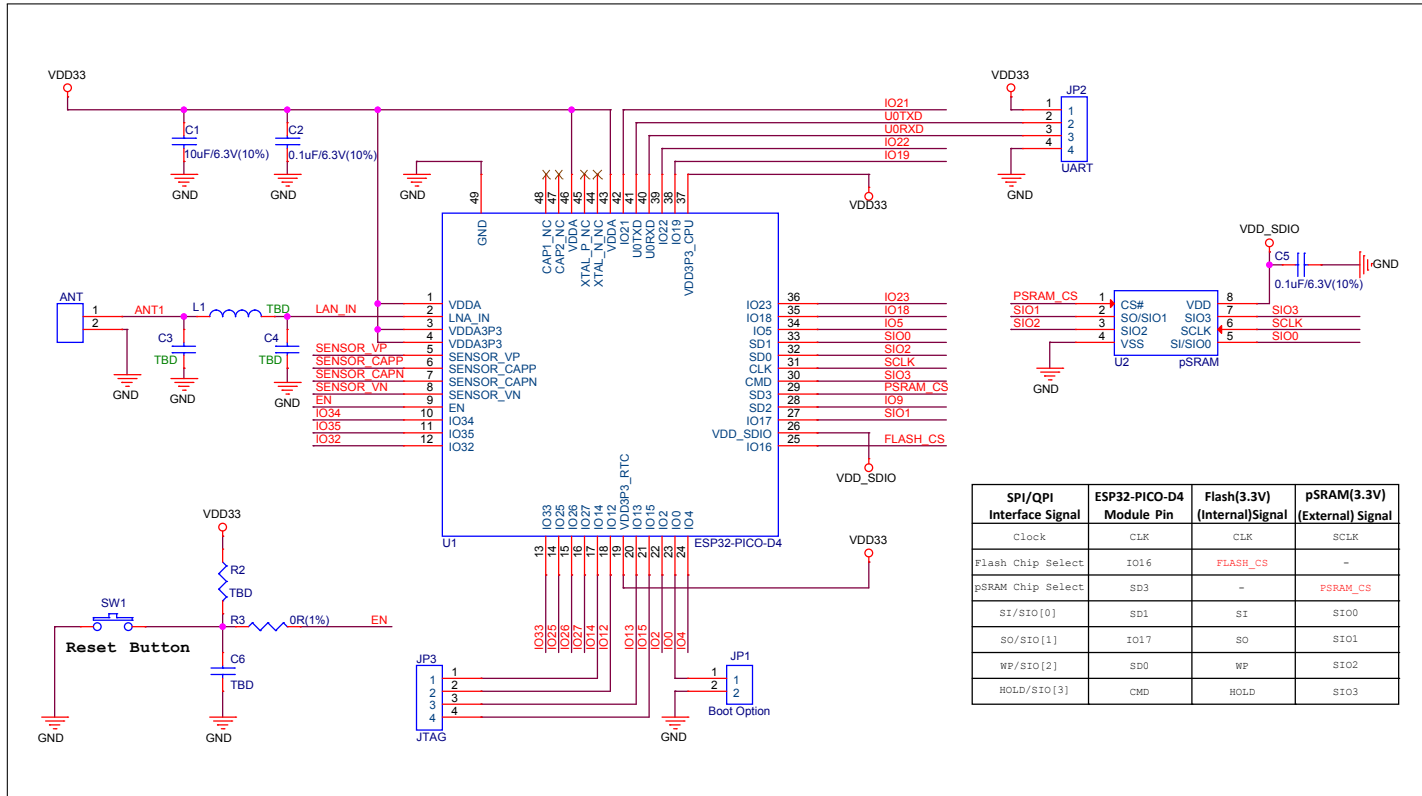 VDD33
C1
10uF/6.3V(10%)
GND
C2
0.1uF/6.3V(10%)
GND
GND
49
GND
48
47
46
45
44
43
42
41
40
39
38
37
CAP1_NC
CAP2_NC
VDDA
XTAL_P_NC
XTAL_N_NC
VDDA
IO21
U0TXD
U0RXD
IO22
IO19
VDD3P3_CPU
IO21
U0TXD
U0RXD
IO22
IO19
VDD33
VDD33
JP2
1 1
2 2
3 3
4 4
UART
GND
ANT
1
2
ANT1
L1
TBD
LAN_IN
C3
TBD
C4
TBD
GND
GND
GND
1 VDDA
2 LNA_IN
3 VDDA3P3
4 VDDA3P3
SENSOR_VP 5 SENSOR_VP
SENSOR_CAPP 6 SENSOR_CAPP
SENSOR_CAPN 7 SENSOR_CAPN
SENSOR_VN 8 SENSOR_VN
EN 9 EN
IO34 10 IO34
IO35 11 IO35
IO32 12 IO32
IO23 36 IO23
IO18 35 IO18
IO5 34 IO5
SD1 33 SIO0
SD0 32 SIO2
CLK 31 SCLK
CMD 30 SIO3
SD3 29 PSRAM_CS
SD2 28 IO9
IO17 27 SIO1
VDD_SDIO 26
IO16 25 FLASH_CS
VDD_SDIO
IO33
IO25
IO26
IO27
IO14
IO12
VDD3P3_RTC
IO13
IO15
IO2
IO0
IO4
U1
ESP32-PICO-D4
13
14
15
16
17
18
19
20
21
22
23
24
IO33
IO25
IO26
IO27
IO14
IO12
IO13
IO15
IO2
IO0
IO4
VDD33
JP3
1 1
2 2
3 3
4 4
JTAG
JP1
1 1
2 2
Boot Option
GND
VDD33
R2
TBD
SW1
Reset Button
R3
0R(1%)
EN
C6
TBD
GND
GND
VDD_SDIO
C5
0.1uF/6.3V(10%)
GND
PSRAM_CS 1 CS#
SIO1 2 SO/SIO1
SIO2 3 SIO2
4 VSS
VDD 8
SIO3 7 SIO3
SCLK 6 SCLK
SI/SIO0 5 SIO0
U2
pSRAM
GND
SPI/QPI Interface Signal
ESP32-PICO-D4 Module Pin
Flash(3.3V) (Internal)Signal
pSRAM(3.3V) (External) Signal
Clock CLK CLK SCLK
Flash Chip Select IO16 FLASH_CS -
pSRAM Chip Select SD3 - PSRAM_CS
SI/SIO[0] SD1 SI SIO0
SO/SIO[1] IO17 SO SIO1
WP/SIO[2] SD0 WP SIO2
HOLD/SIO[3] CMD HOLD SIO3